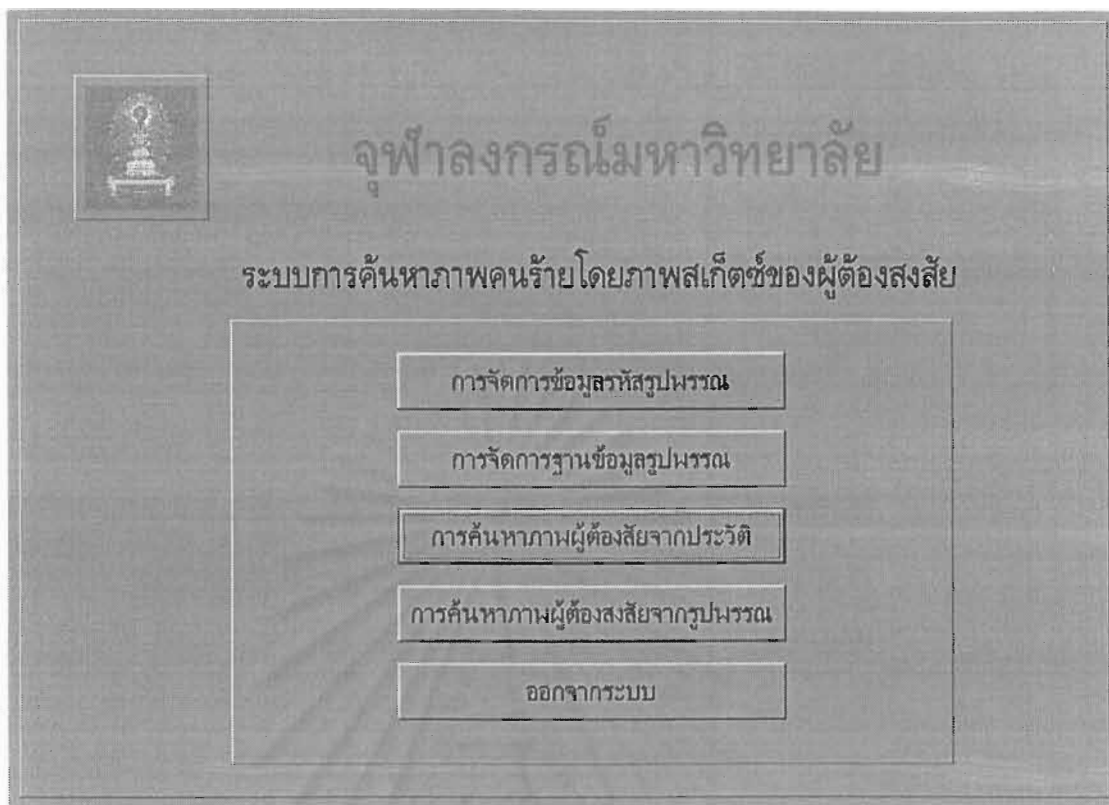 จุฬาลงกรณ์มหาวิทยาลัย
ระบบการค้นหาภาพคนร้ายโดยภาพสเก็ตซ์ของผู้ต้องสงสัย
การจัดการข้อมูลรหัสรูปพรรณ
การจัดการฐานข้อมูลรูปพรรณ
การค้นหาภาพผู้ต้องสัยจากประวัติ
การค้นหาภาพผู้ต้องสงสัยจากรูปพรรณ
ออกจากระบบ